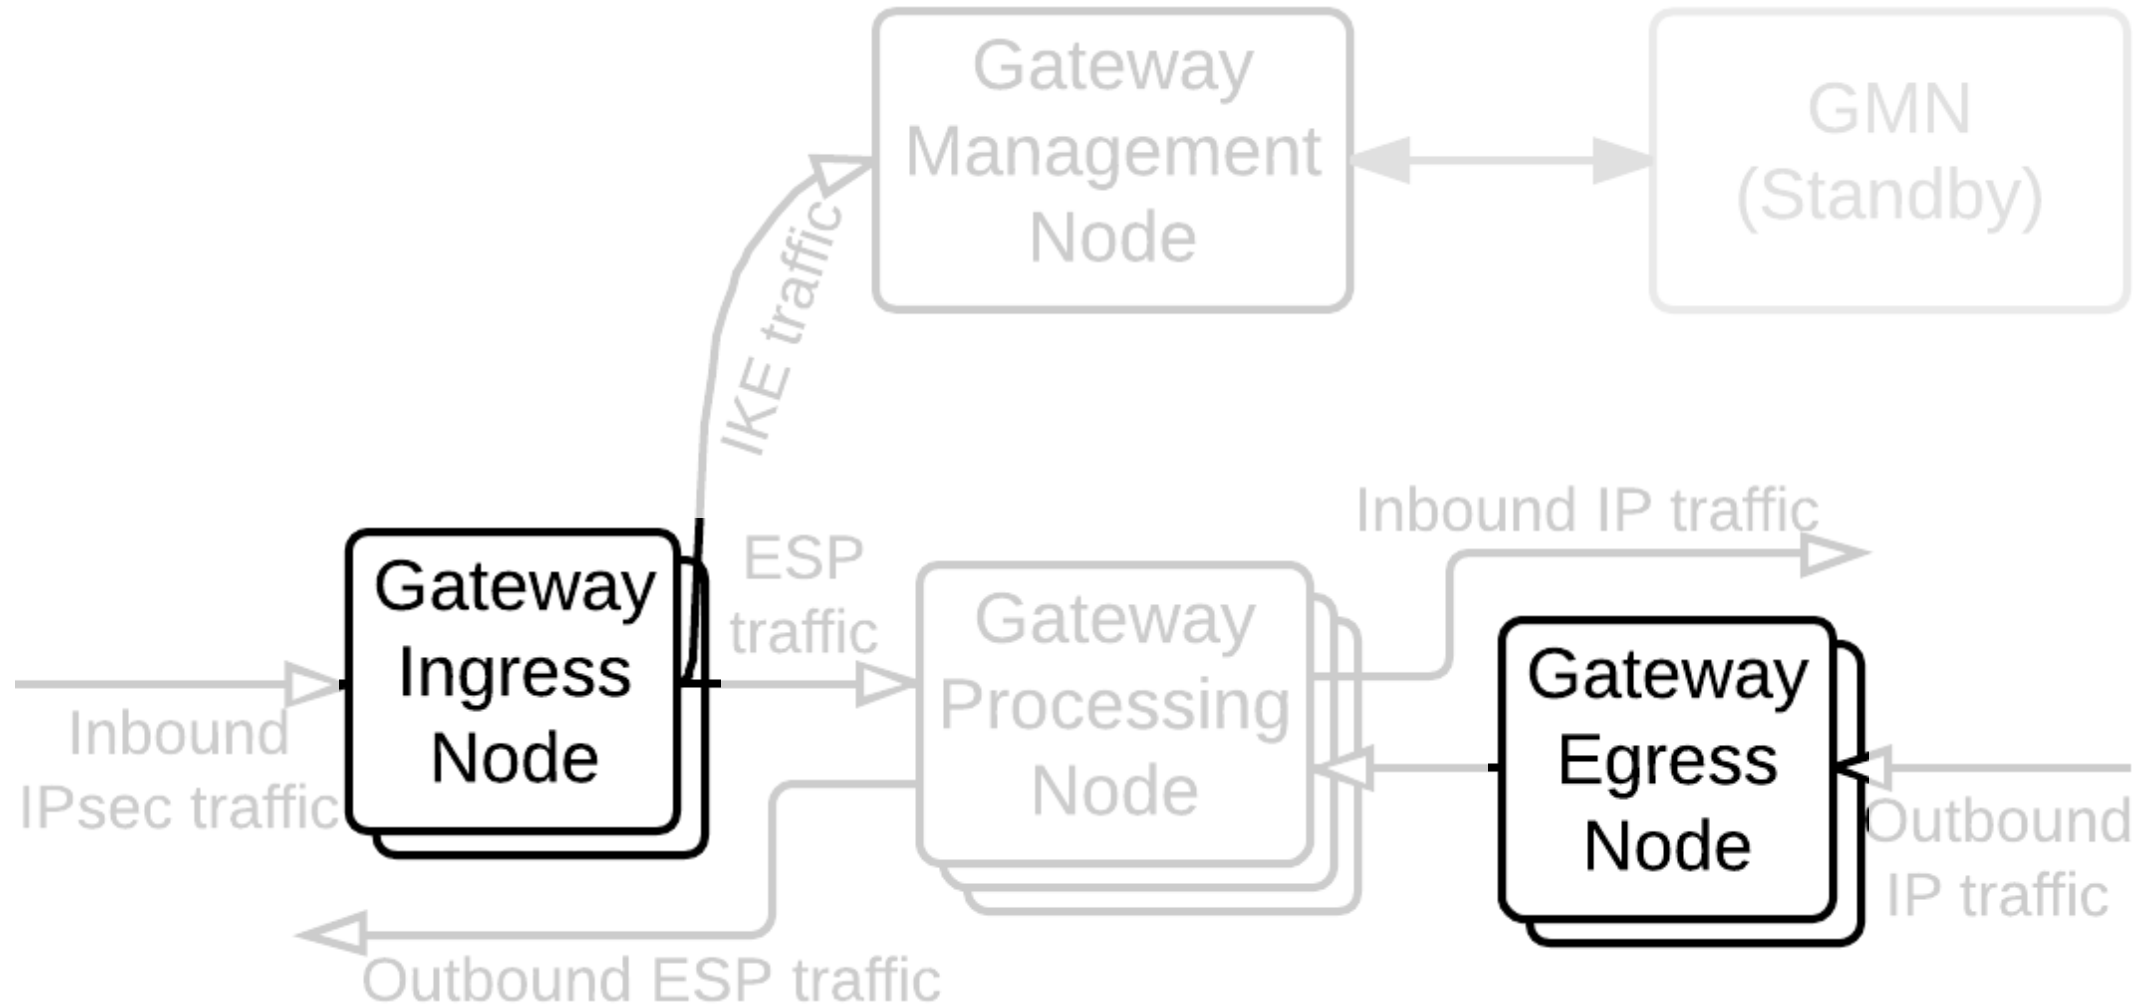 Gateway
Management
Node
GMN
(Standby)
IKE traffic
Inbound IP traffic
ESP
traffic
Gateway
Ingress
Node
Gateway
Processing
Node
Gateway
Egress
Node
Inbound
IPsec traffic
Outbound
IP traffic
Outbound ESP traffic